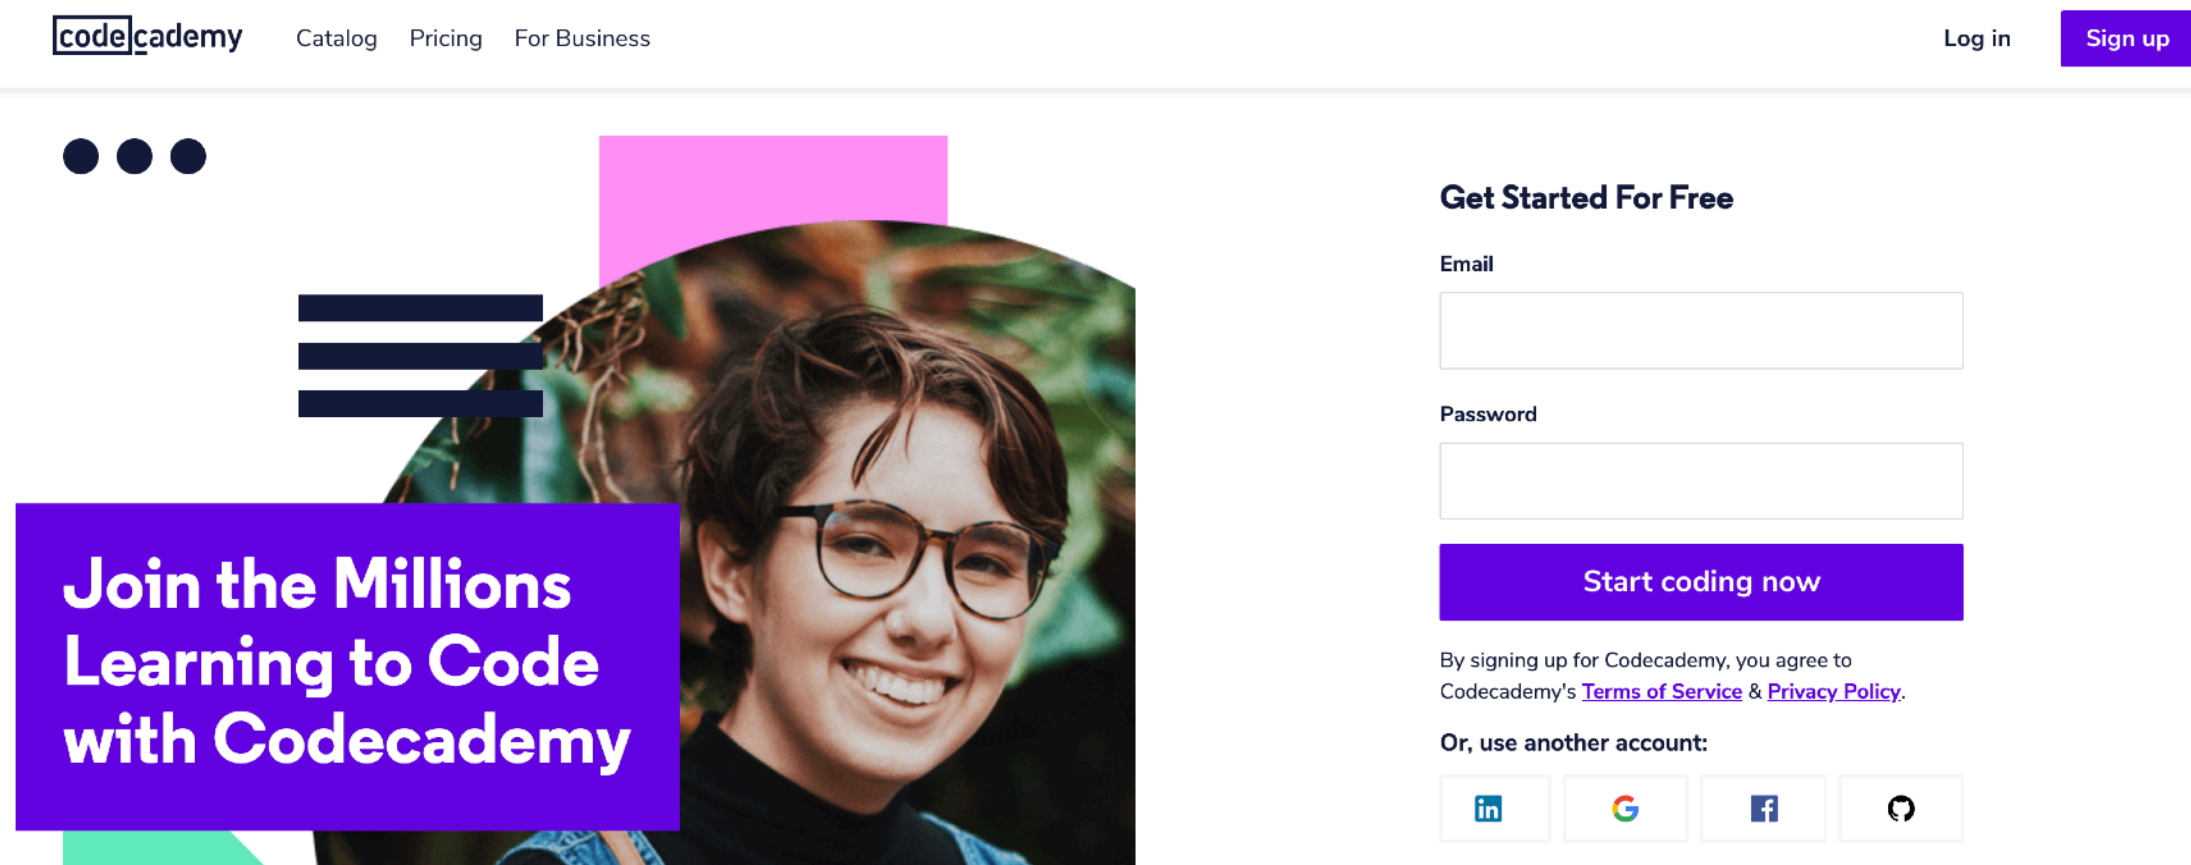 codecademy
Catalog
Pricing
For Business
Log in
Sign up
Join the Millions
Learning to Code
with Codecademy
Get Started For Free
Email
Password
Start coding now
By signing up for Codecademy, you agree to
Codecademy's Terms of Service & Privacy Policy.
Or, use another account:
in
G
f